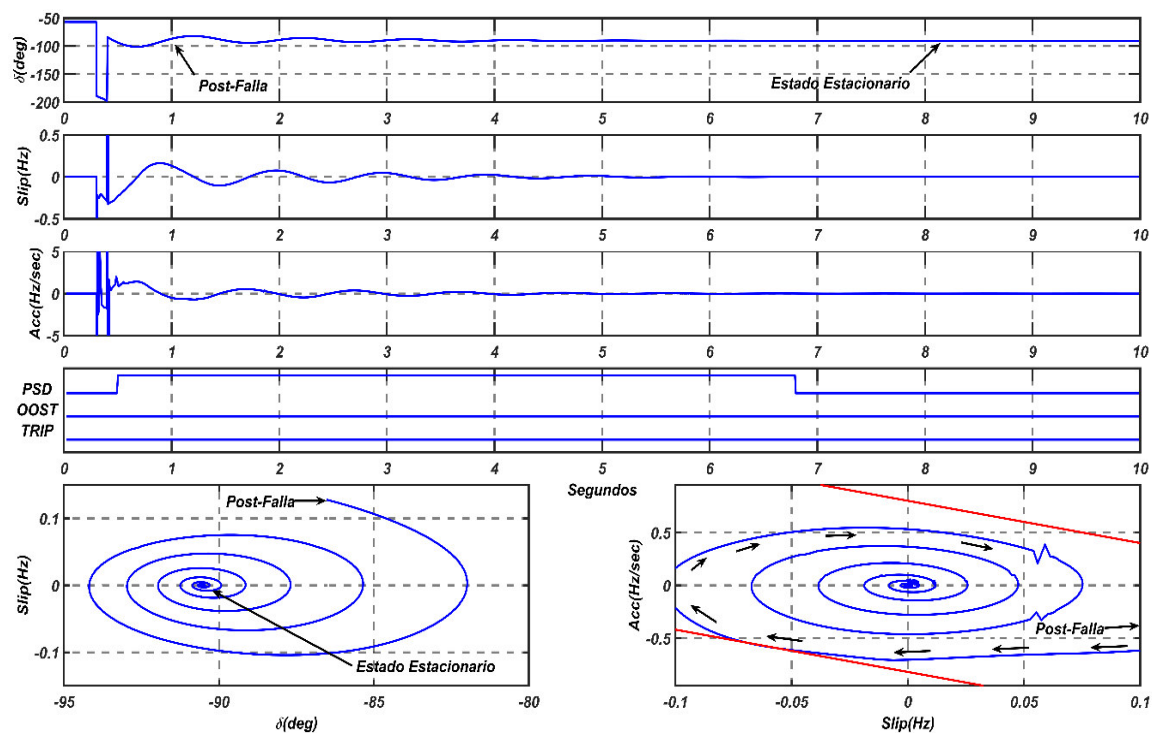 -50
-100
-150
-200
δ(deg)
Post-Falla
Estado Estacionario
0 1 2 3 4 5 6 7 8 9 10
0.5
0
-0.5
Slip(Hz)
0 1 2 3 4 5 6 7 8 9 10
5
0
-5
Acc(Hz/sec)
0 1 2 3 4 5 6 7 8 9 10
PSD
OOST
TRIP
0 1 2 3 4 5 6 7 8 9 10
Segundos
0.1
0
-0.1
Slip(Hz)
Post-Falla
Estado Estacionario
-95 -90 -85 -80
δ(deg)
0.5
0
-0.5
Acc(Hz/sec)
Post-Falla
-0.1 -0.05 0 0.05 0.1
Slip(Hz)